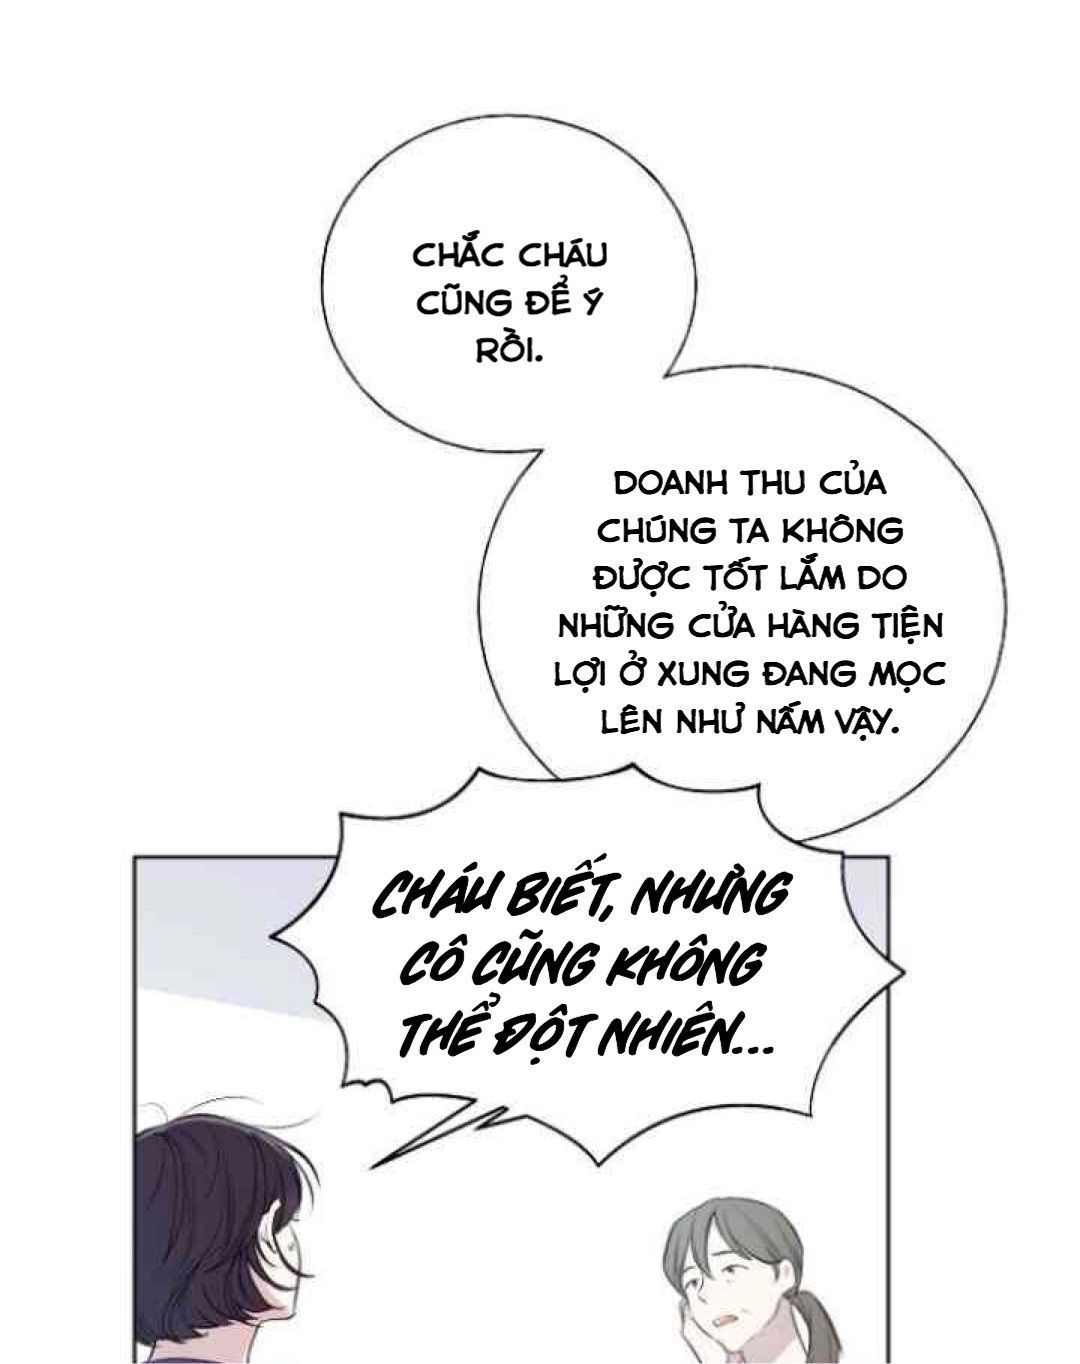 CHẮC CHÁU
CŨNG ĐỂ Ý
RỒI.
DOANH THU CỦA
CHÚNG TA KHÔNG
ĐƯỢC TỐT LẮM DO
NHỮNG CỬA HÀNG TIỆN
LỢI Ở XUNG ĐANG MỌC
LÊN NHƯ NẤM VẬY.
CHÁU BIẾT, NHƯNG
CÔ CŨNG KHÔNG
THỂ ĐỘT NHIÊN...